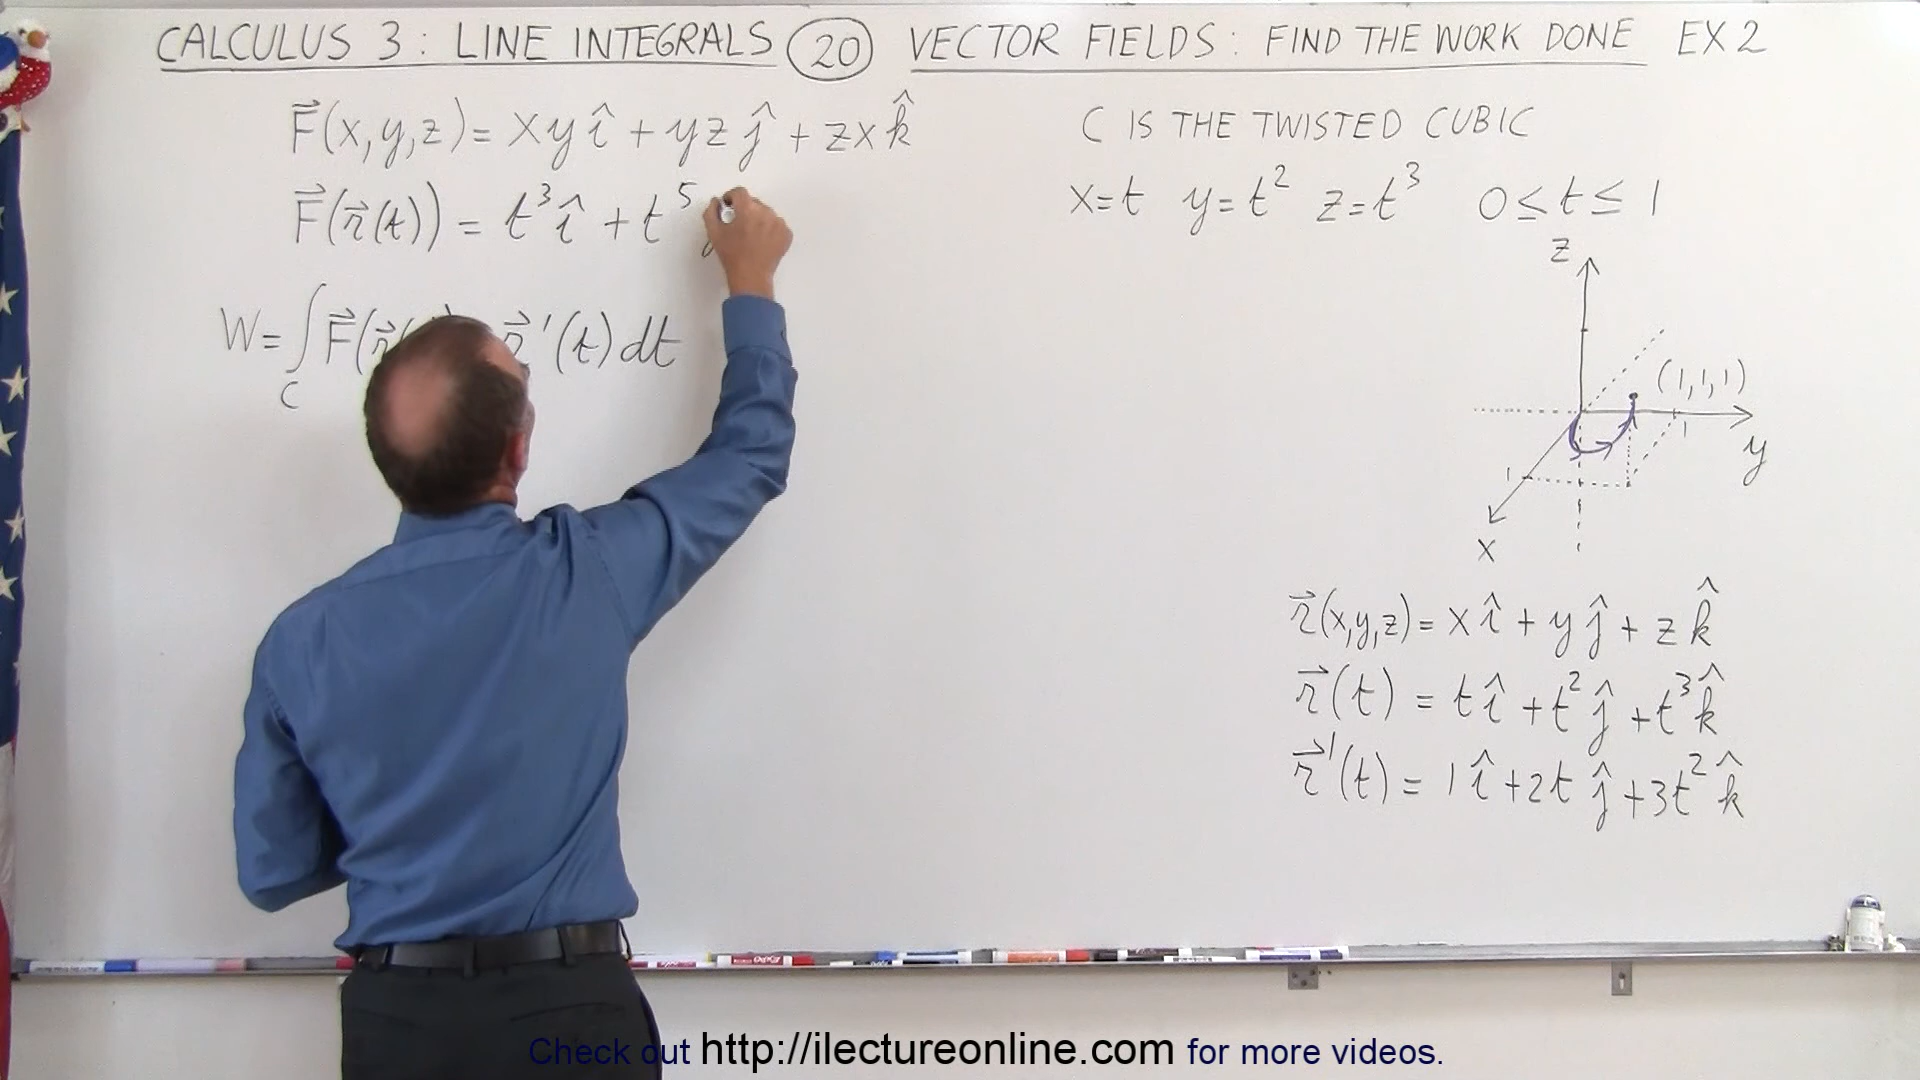 CALCULUS 3: LINE INTEGRALS 20 VECTOR FIELDS: FIND THE WORK DONE EX 2
F⃗(x,y,z) = xy î + yz ĵ + zx k̂
F⃗(r⃗(t)) = t³ î + t⁵
W = ∫ F⃗(r⃗( r⃗ '(t) dt
C
C IS THE TWISTED CUBIC
x=t y=t² z=t³ 0≤t≤1
z
(1,1,1)
1
y
1
x
r⃗(x,y,z) = x î + y ĵ + z k̂
r⃗(t) = t î + t² ĵ + t³ k̂
r⃗'(t) = 1 î + 2t ĵ + 3t² k̂
Check out http://ilectureonline.com for more videos.